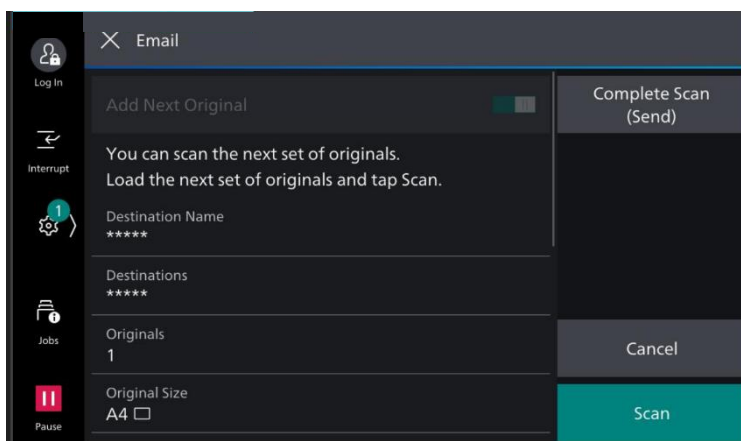 Email
Log In
Add Next Original
Complete Scan
(Send)
You can scan the next set of originals.
Load the next set of originals and tap Scan.
Interrupt
1
Destination Name
*****
Destinations
*****
Jobs
Originals
1
Cancel
Original Size
A4
Scan
Pause